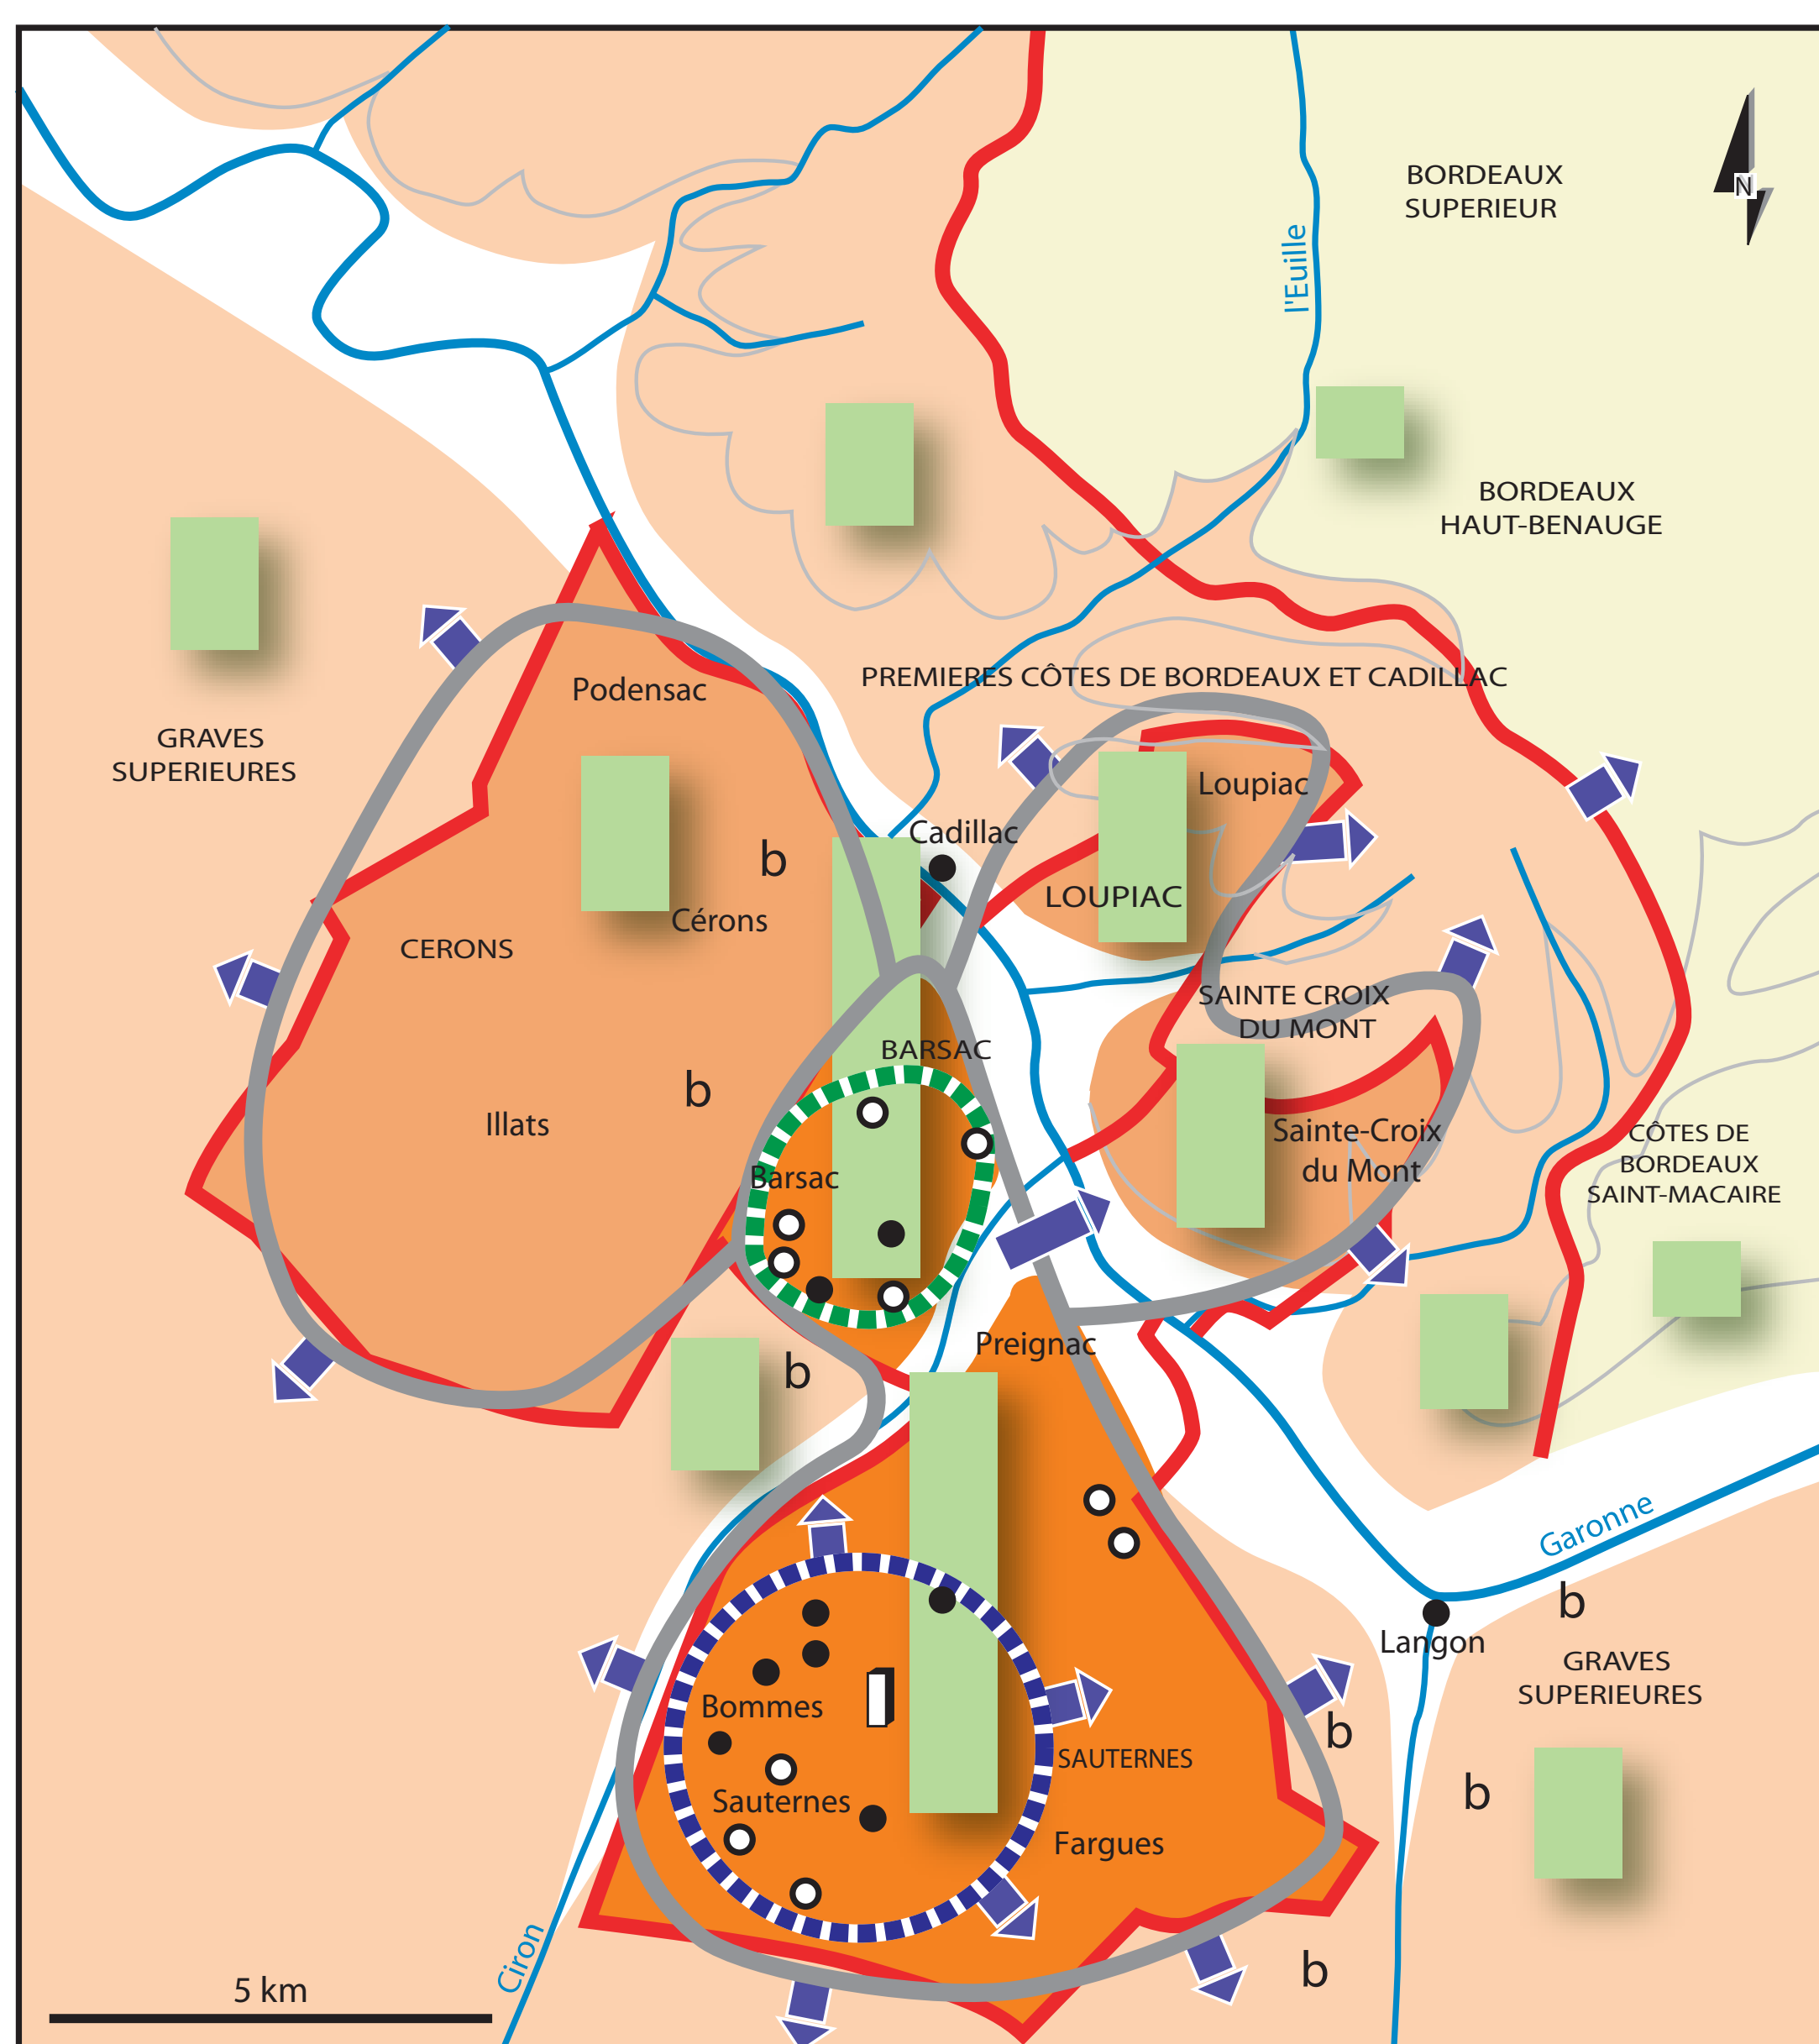 BORDEAUX
SUPERIEUR
N
l'Euille
BORDEAUX
HAUT-BENAUGE
PREMIERES CÔTES DE BORDEAUX ET CADILLAC
Podensac
GRAVES
SUPERIEURES
Loupiac
Cadillac
b
LOUPIAC
Cérons
CERONS
SAINTE CROIX
DU MONT
BARSAC
b
Illats
Sainte-Croix
du Mont
CÔTES DE
BORDEAUX
SAINT-MACAIRE
Barsac
Preignac
b
Garonne
b
Langon
GRAVES
SUPERIEURES
Bommes
b
SAUTERNES
b
Sauternes
Fargues
Ciron
b
5 km